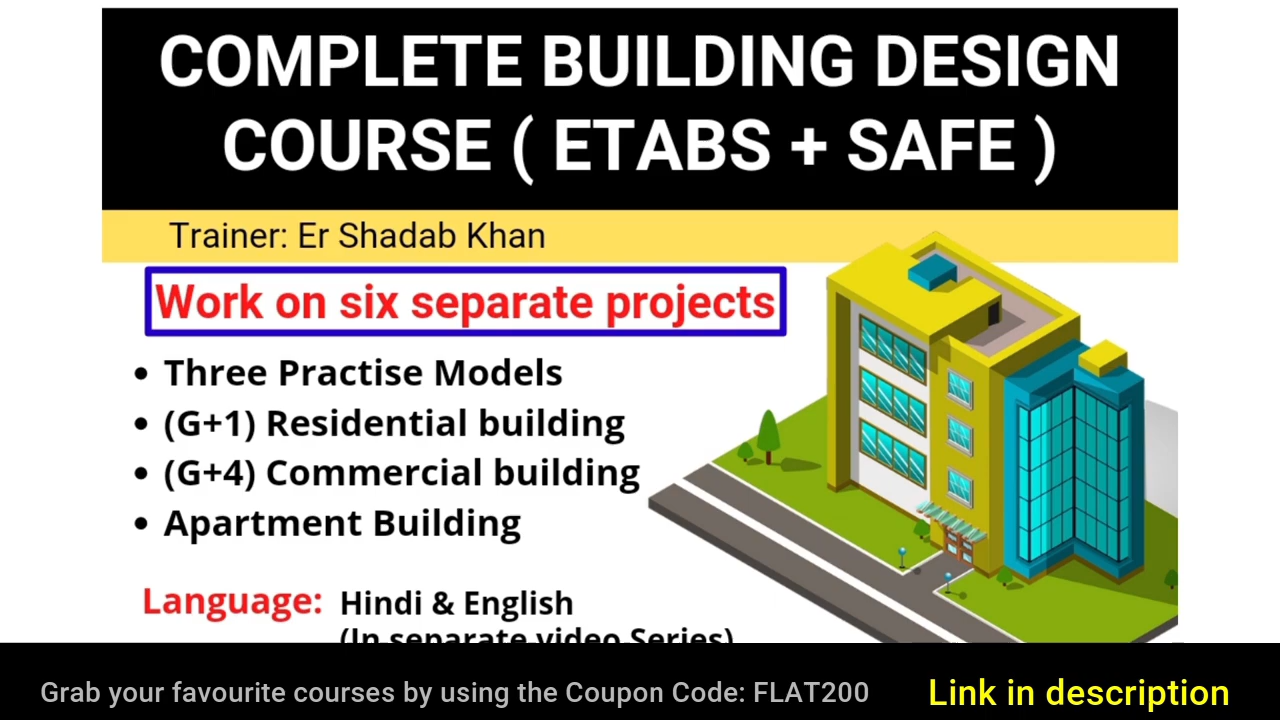 COMPLETE BUILDING DESIGN
COURSE ( ETABS + SAFE )
Trainer: Er Shadab Khan
Work on six separate projects
• Three Practise Models
• (G+1) Residential building
• (G+4) Commercial building
• Apartment Building
Language: Hindi & English
(In separate video Series)
Grab your favourite courses by using the Coupon Code: FLAT200
Link in description